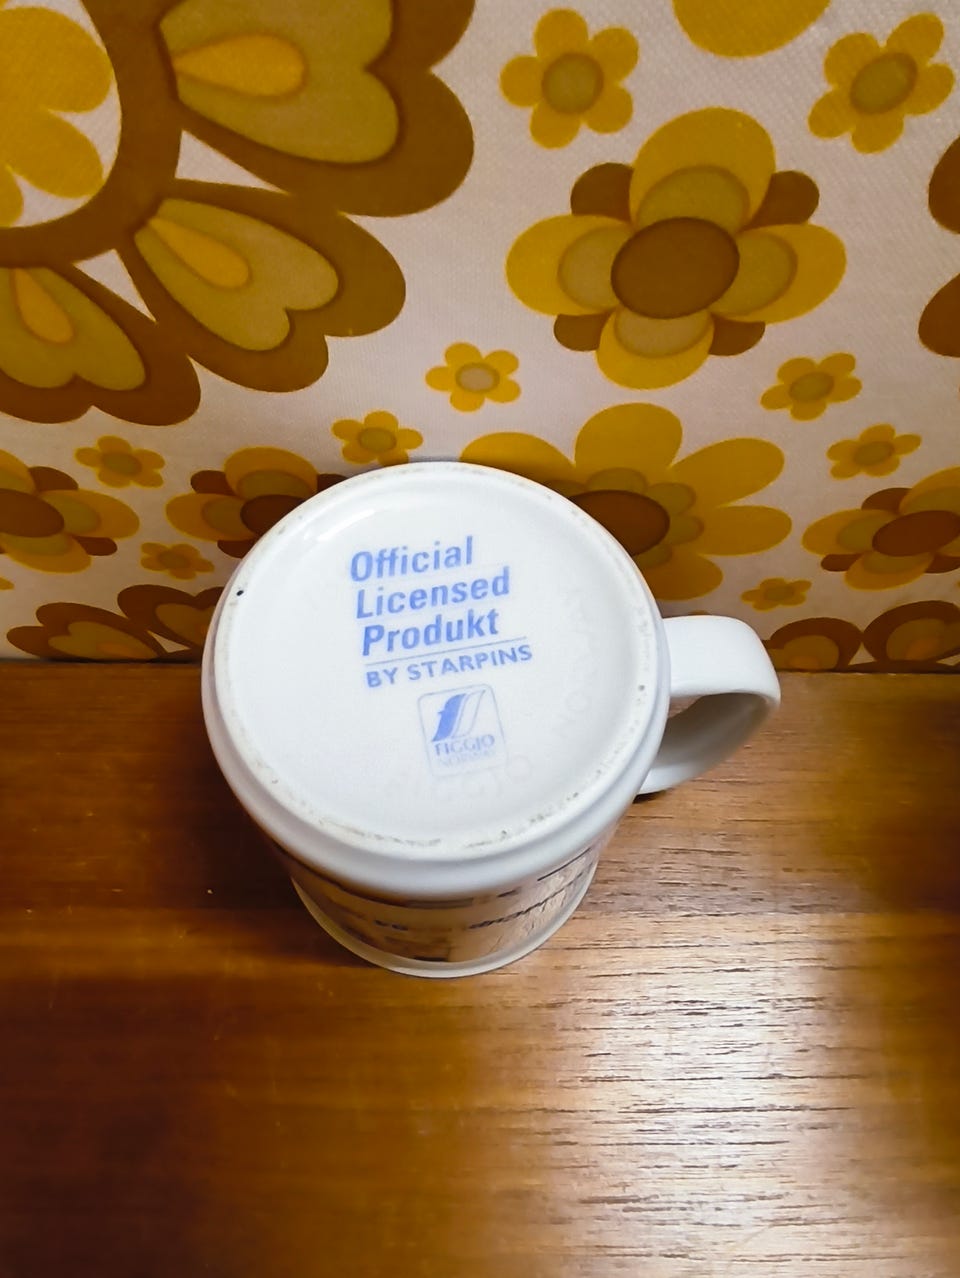 Official
Licensed
Produkt
BY STARPINS
FIGGJO
NORWAY